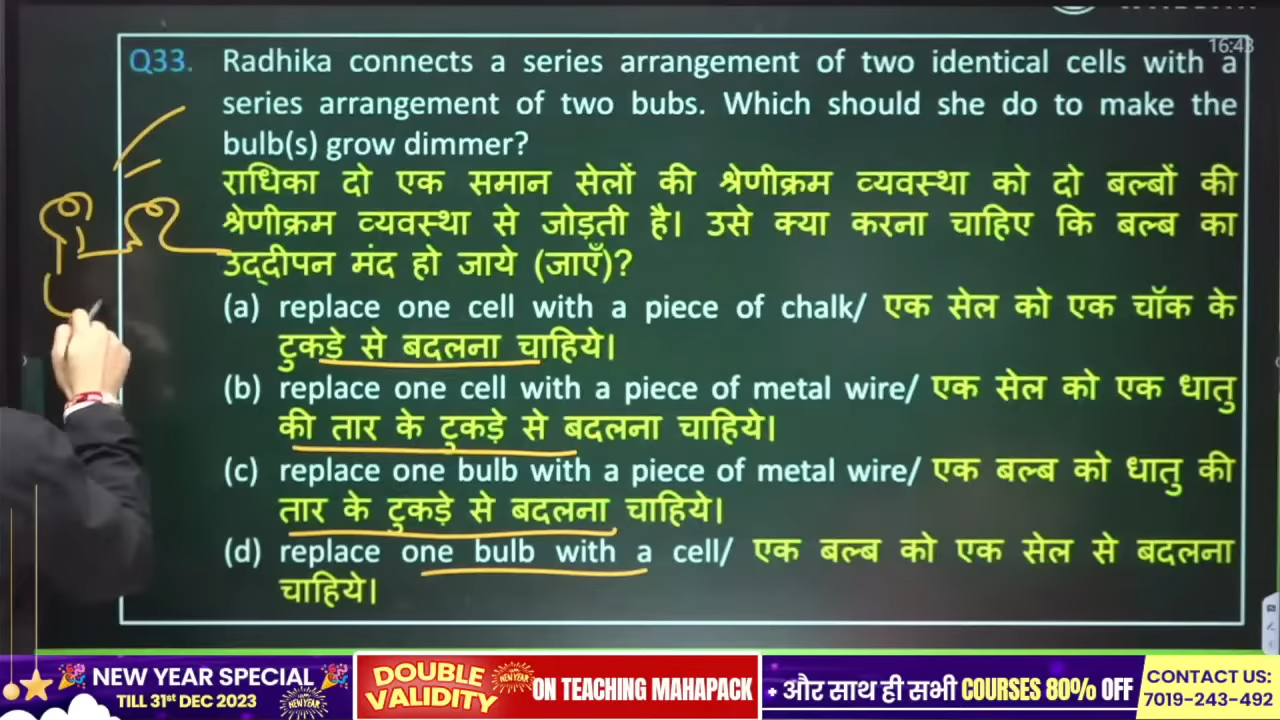 16:43
Q33. Radhika connects a series arrangement of two identical cells with a
series arrangement of two bubs. Which should she do to make the
bulb(s) grow dimmer?
राधिका दो एक समान सेलों की श्रेणीक्रम व्यवस्था को दो बल्बों की
श्रेणीक्रम व्यवस्था से जोड़ती है। उसे क्या करना चाहिए कि बल्ब का
उद्दीपन मंद हो जाये (जाएँ)?
(a) replace one cell with a piece of chalk/ एक सेल को एक चॉक के
टुकड़े से बदलना चाहिये।
(b) replace one cell with a piece of metal wire/ एक सेल को एक धातु
की तार के टुकड़े से बदलना चाहिये।
(c) replace one bulb with a piece of metal wire/ एक बल्ब को धातु की
तार के टुकड़े से बदलना चाहिये।
(d) replace one bulb with a cell/ एक बल्ब को एक सेल से बदलना
चाहिये।
NEW YEAR SPECIAL
TILL 31st DEC 2023
DOUBLE
VALIDITY
NEW YEAR
ON TEACHING MAHAPACK
+ और साथ ही सभी COURSES 80% OFF
CONTACT US:
7019-243-492